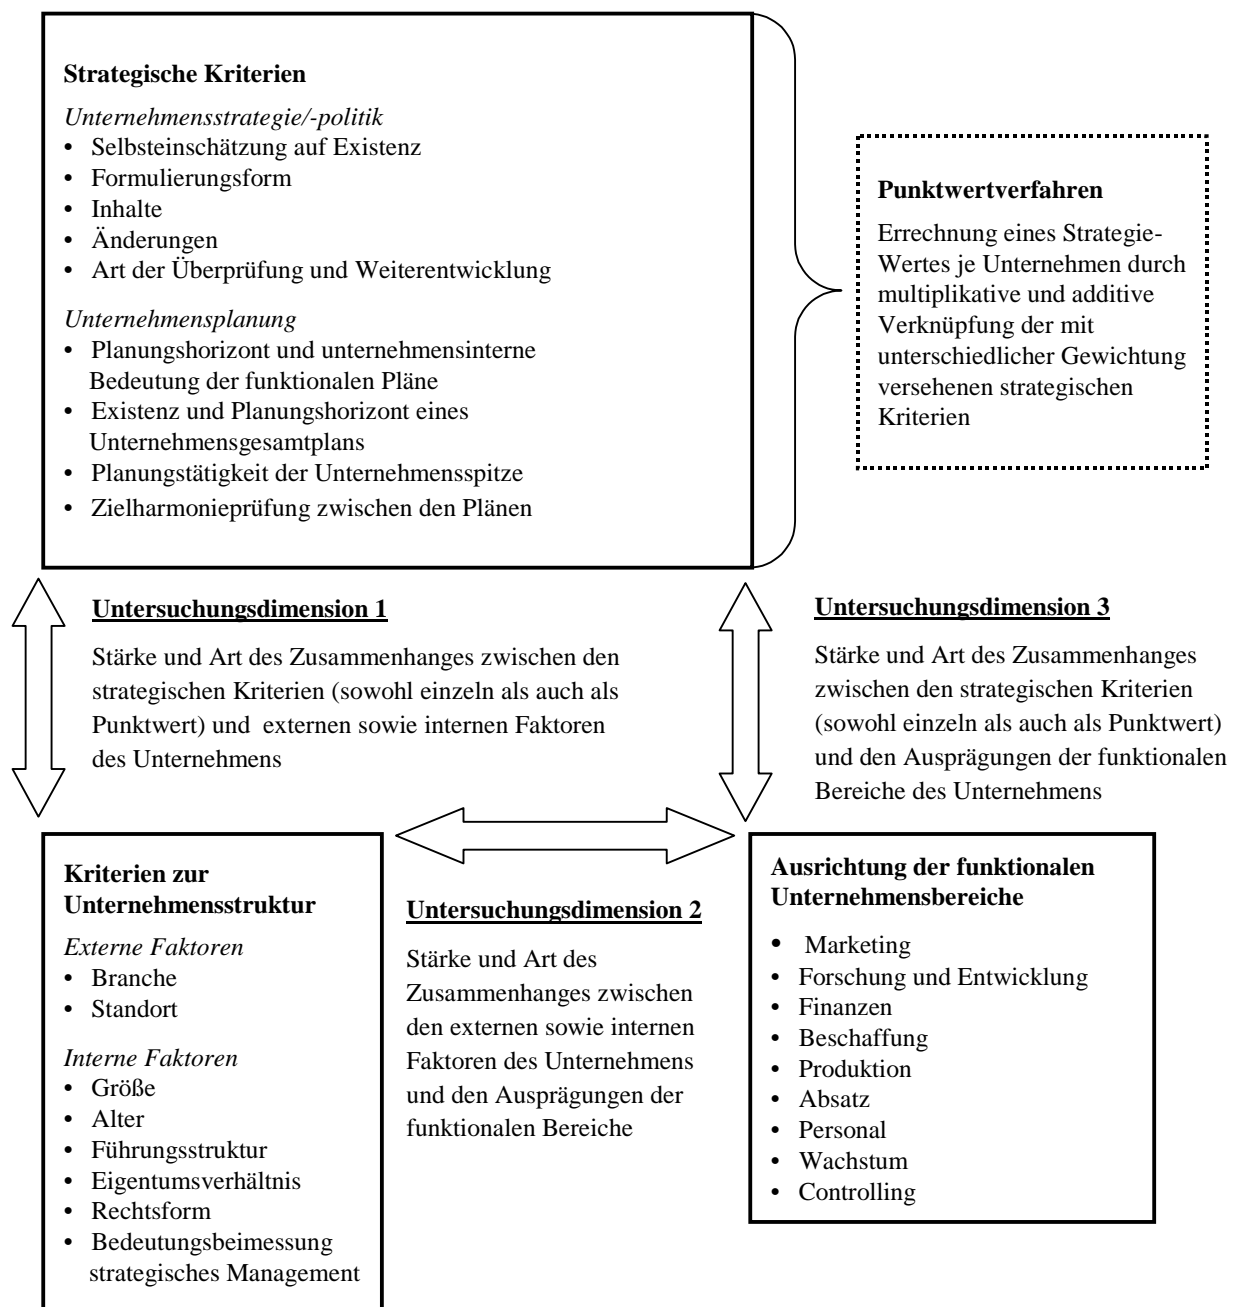 Strategische Kriterien
Unternehmensstrategie/-politik
• Selbsteinschätzung auf Existenz
• Formulierungsform
• Inhalte
• Änderungen
• Art der Überprüfung und Weiterentwicklung
Unternehmensplanung
• Planungshorizont und unternehmensinterne
Bedeutung der funktionalen Pläne
• Existenz und Planungshorizont eines
Unternehmensgesamtplans
• Planungstätigkeit der Unternehmensspitze
• Zielharmonieprüfung zwischen den Plänen
Punktwertverfahren
Errechnung eines Strategie-
Wertes je Unternehmen durch
multiplikative und additive
Verknüpfung der mit
unterschiedlicher Gewichtung
versehenen strategischen
Kriterien
Untersuchungsdimension 1
Stärke und Art des Zusammenhanges zwischen den
strategischen Kriterien (sowohl einzeln als auch als
Punktwert) und externen sowie internen Faktoren
des Unternehmens
Untersuchungsdimension 3
Stärke und Art des Zusammenhanges
zwischen den strategischen Kriterien
(sowohl einzeln als auch als Punktwert)
und den Ausprägungen der funktionalen
Bereiche des Unternehmens
Kriterien zur
Unternehmensstruktur
Externe Faktoren
• Branche
• Standort
Interne Faktoren
• Größe
• Alter
• Führungsstruktur
• Eigentumsverhältnis
• Rechtsform
• Bedeutungsbeimessung
strategisches Management
Untersuchungsdimension 2
Stärke und Art des
Zusammenhanges zwischen
den externen sowie internen
Faktoren des Unternehmens
und den Ausprägungen der
funktionalen Bereiche
Ausrichtung der funktionalen
Unternehmensbereiche
• Marketing
• Forschung und Entwicklung
• Finanzen
• Beschaffung
• Produktion
• Absatz
• Personal
• Wachstum
• Controlling